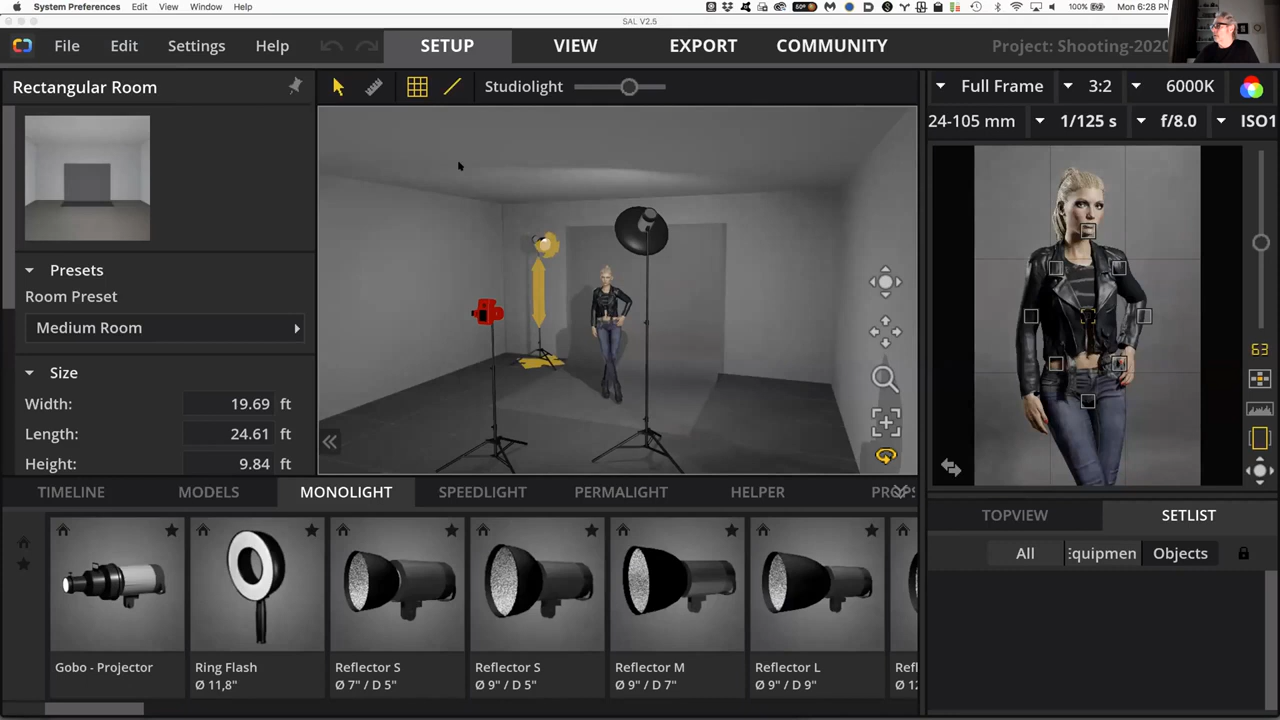 System Preferences Edit View Window Help
100% Mon 6:28 PM
SAL V2.5
File Edit Settings Help
SETUP VIEW EXPORT COMMUNITY
Project: Shooting-2020
Rectangular Room
Studiolight
Full Frame 3:2 6000K
24-105 mm 1/125 s f/8.0 ISO1
Presets
Room Preset
Medium Room
Size
Width: 19.69 ft
Length: 24.61 ft
Height: 9.84 ft
63
TIMELINE MODELS MONOLIGHT SPEEDLIGHT PERMALIGHT HELPER PROPS
TOPVIEW SETLIST
All Equipmen Objects
Gobo - Projector
Ring Flash
Ø 11,8"
Reflector S
Ø 7" / D 5"
Reflector S
Ø 9" / D 5"
Reflector M
Ø 9" / D 7"
Reflector L
Ø 9" / D 9"
Refl
Ø 12